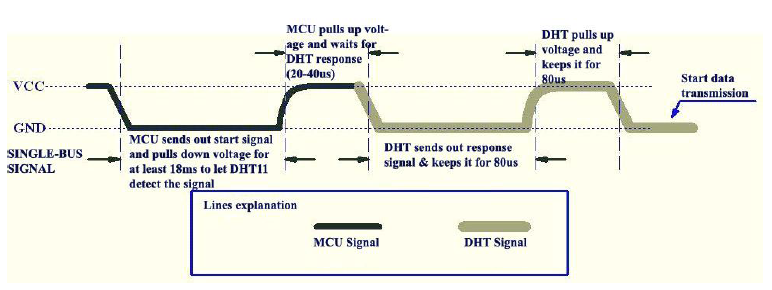 MCU pulls up volt-
age and waits for
DHT response
(20-40us)
DHT pulls up
voltage and
keeps it for
80us
Start data
transmission
VCC
GND
SINGLE-BUS
SIGNAL
MCU sends out start signal
and pulls down voltage for
at least 18ms to let DHT11
detect the signal
DHT sends out response
signal & keeps it for 80us
Lines explanation
MCU Signal
DHT Signal